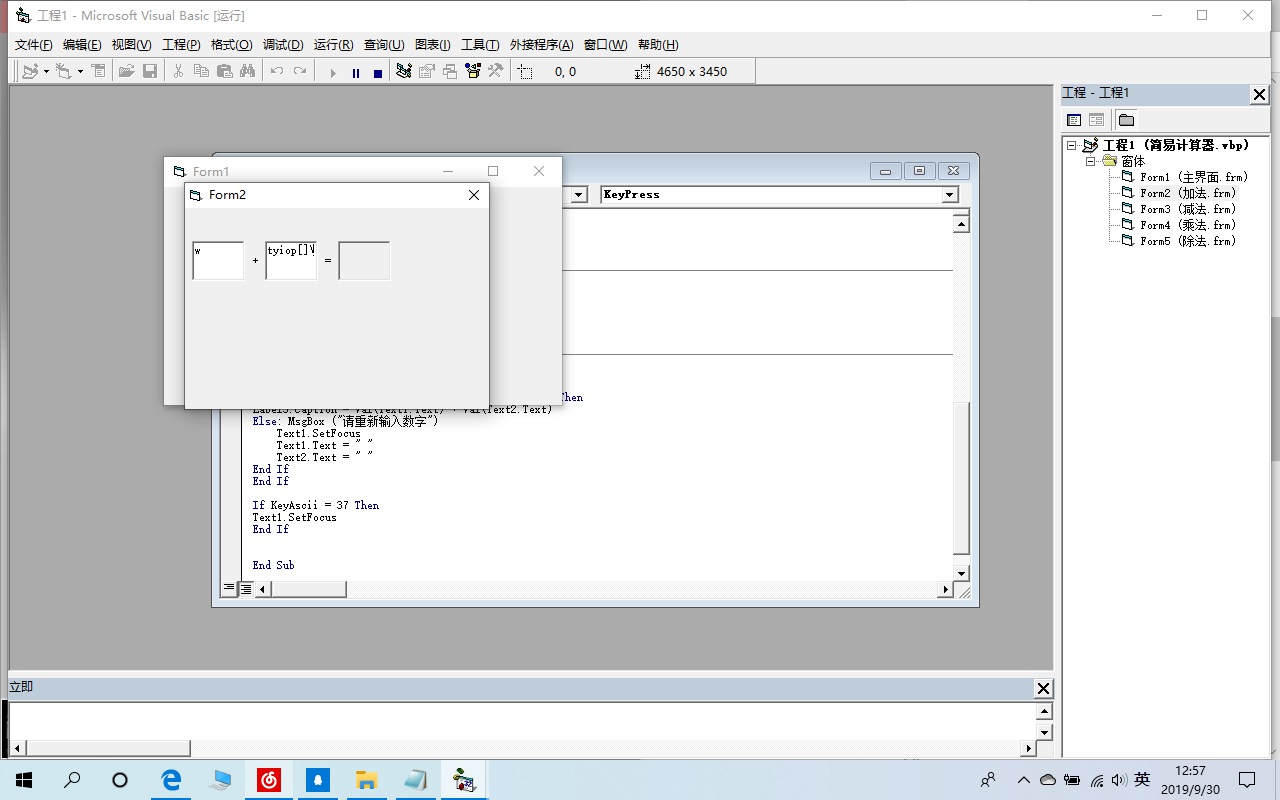 工程1 - Microsoft Visual Basic [运行]
文件(F) 编辑(E) 视图(V) 工程(P) 格式(O) 调试(D) 运行(R) 查询(U) 图表(I) 工具(T) 外接程序(A) 窗口(W) 帮助(H)
0, 0 4650 x 3450
工程 - 工程1
工程1 (简易计算器.vbp)
窗体
Form1 (主界面.frm)
Form2 (加法.frm)
Form3 (减法.frm)
Form4 (乘法.frm)
Form5 (除法.frm)
Form1
Form2
KeyPress
w + tyiop[]\ =
Then
Label3.Caption = Val(Text1.Text) + Val(Text2.Text)
Else: MsgBox ("请重新输入数字")
Text1.SetFocus
Text1.Text = " "
Text2.Text = " "
End If
End If
If KeyAscii = 37 Then
Text1.SetFocus
End If
End Sub
立即
英
12:57
2019/9/30